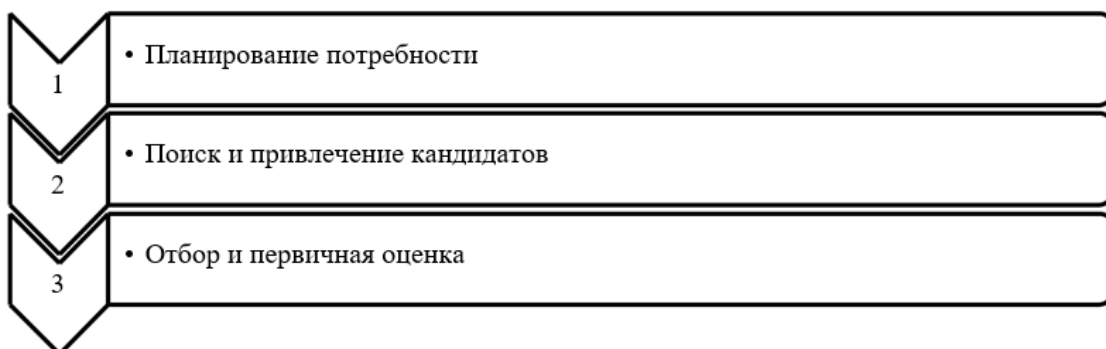 1
• Планирование потребности
2
• Поиск и привлечение кандидатов
3
• Отбор и первичная оценка